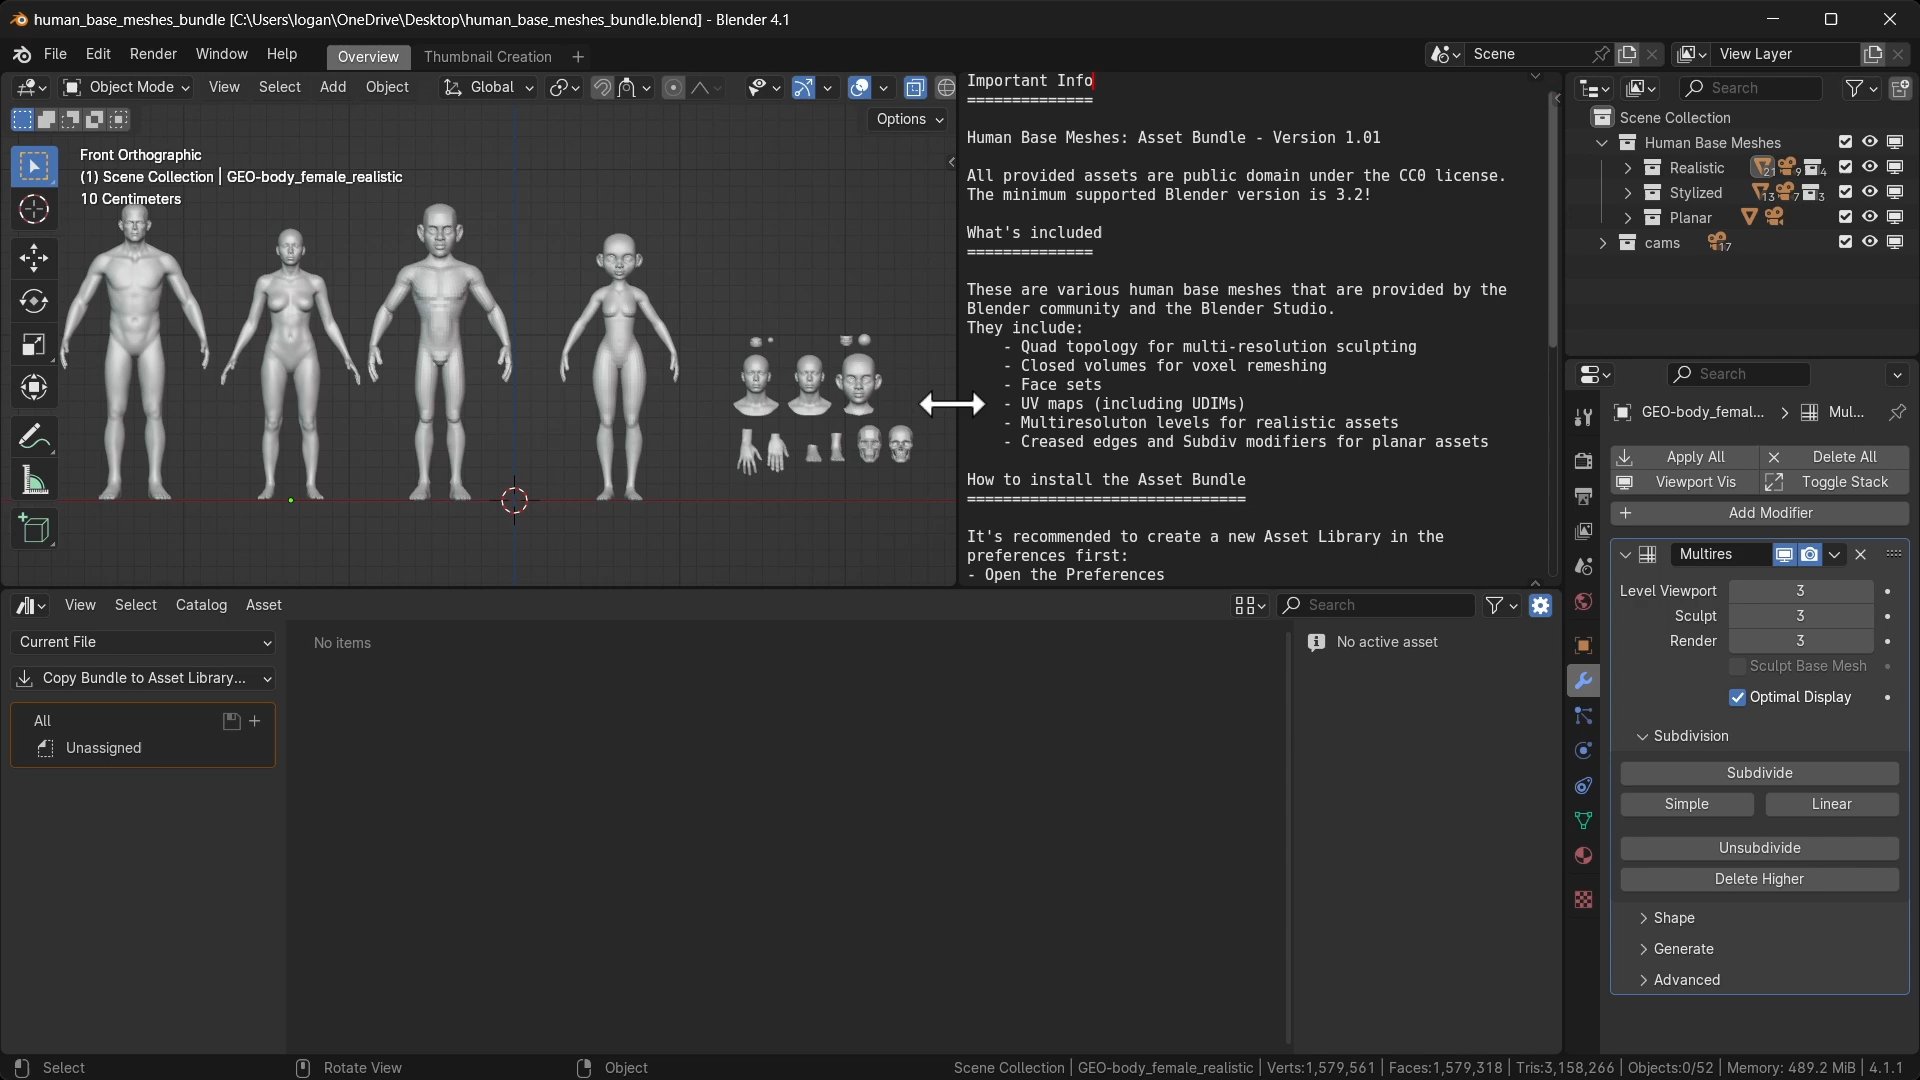 human_base_meshes_bundle [C:\Users\logan\OneDrive\Desktop\human_base_meshes_bundle.blend] - Blender 4.1
File Edit Render Window Help Overview Thumbnail Creation + Scene View Layer
Object Mode View Select Add Object Global
Options
Front Orthographic
(1) Scene Collection | GEO-body_female_realistic
10 Centimeters
Important Info
==============
Human Base Meshes: Asset Bundle - Version 1.01
All provided assets are public domain under the CC0 license.
The minimum supported Blender version is 3.2!
What's included
==============
These are various human base meshes that are provided by the
Blender community and the Blender Studio.
They include:
- Quad topology for multi-resolution sculpting
- Closed volumes for voxel remeshing
- Face sets
- UV maps (including UDIMs)
- Multiresoluton levels for realistic assets
- Creased edges and Subdiv modifiers for planar assets
How to install the Asset Bundle
===============================
It's recommended to create a new Asset Library in the
preferences first:
- Open the Preferences
Search
Scene Collection
Human Base Meshes
Realistic 21 9 4
Stylized 13 7 3
Planar
cams 17
Search
GEO-body_femal... Mul...
Apply All Delete All
Viewport Vis Toggle Stack
Add Modifier
Multires
Level Viewport 3
Sculpt 3
Render 3
Sculpt Base Mesh
Optimal Display
Subdivision
Subdivide
Simple Linear
Unsubdivide
Delete Higher
Shape
Generate
Advanced
View Select Catalog Asset Search
Current File
Copy Bundle to Asset Library...
All
Unassigned
No items
No active asset
Select Rotate View Object
Scene Collection | GEO-body_female_realistic | Verts:1,579,561 | Faces:1,579,318 | Tris:3,158,266 | Objects:0/52 | Memory: 489.2 MiB | 4.1.1